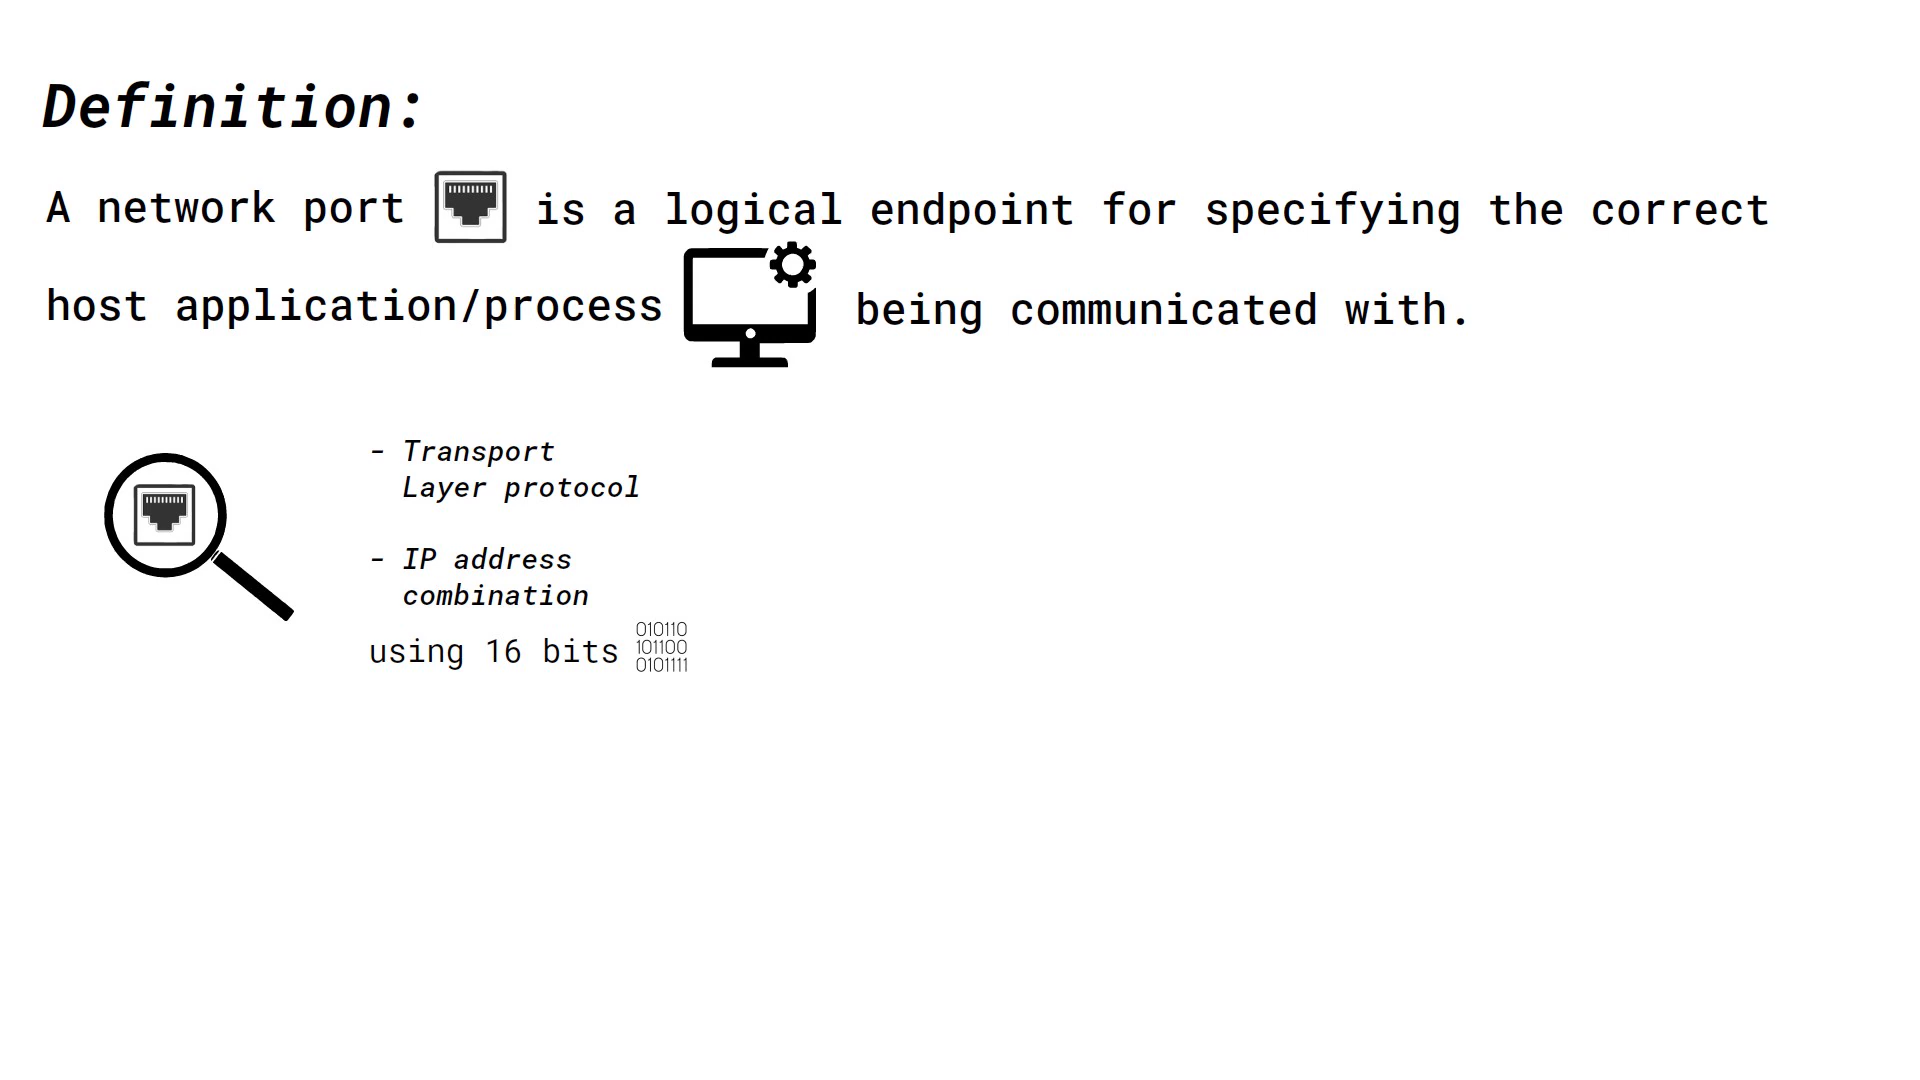 Definition:
A network port is a logical endpoint for specifying the correct
host application/process being communicated with.
- Transport
Layer protocol
- IP address
combination
using 16 bits
010110
101100
0101111